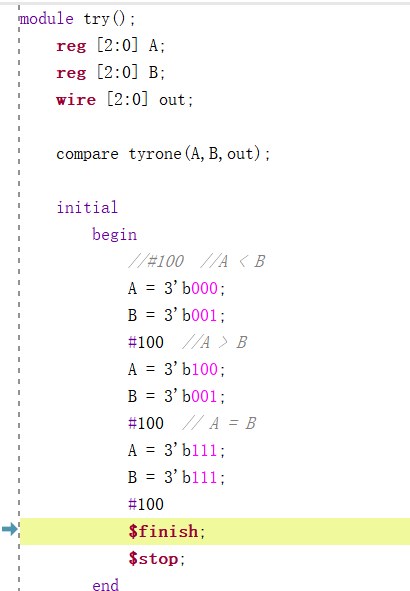 module try();
    reg [2:0] A;
    reg [2:0] B;
    wire [2:0] out;

    compare tyrone(A,B,out);

    initial
        begin
            //#100  //A < B
            A = 3'b000;
            B = 3'b001;
            #100  //A > B
            A = 3'b100;
            B = 3'b001;
            #100  // A = B
            A = 3'b111;
            B = 3'b111;
            #100
            $finish;
            $stop;
        end